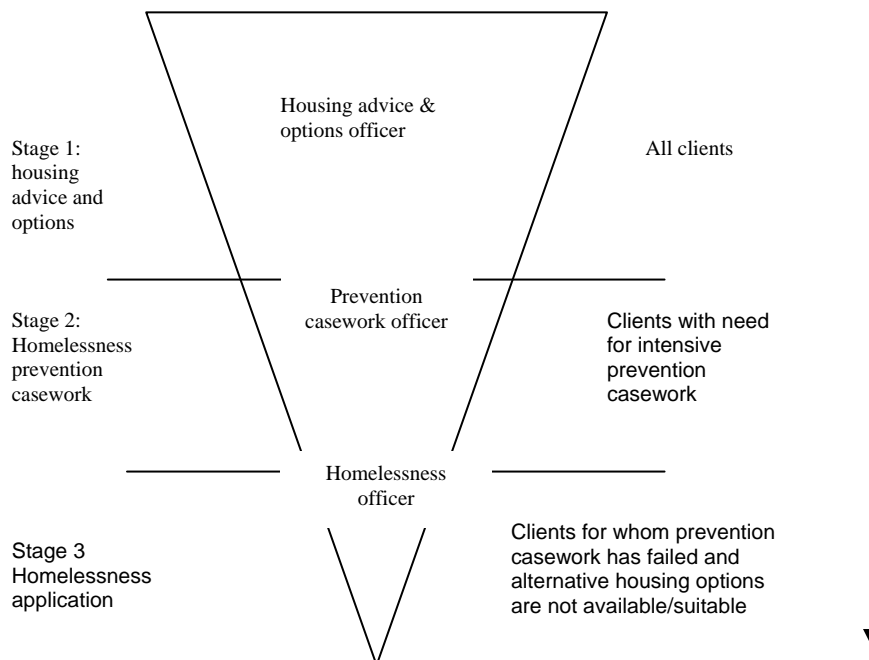 Housing advice &
options officer
Stage 1:
housing
advice and
options
All clients
Prevention
casework officer
Stage 2:
Homelessness
prevention
casework
Clients with need
for intensive
prevention
casework
Homelessness
officer
Stage 3
Homelessness
application
Clients for whom prevention
casework has failed and
alternative housing options
are not available/suitable